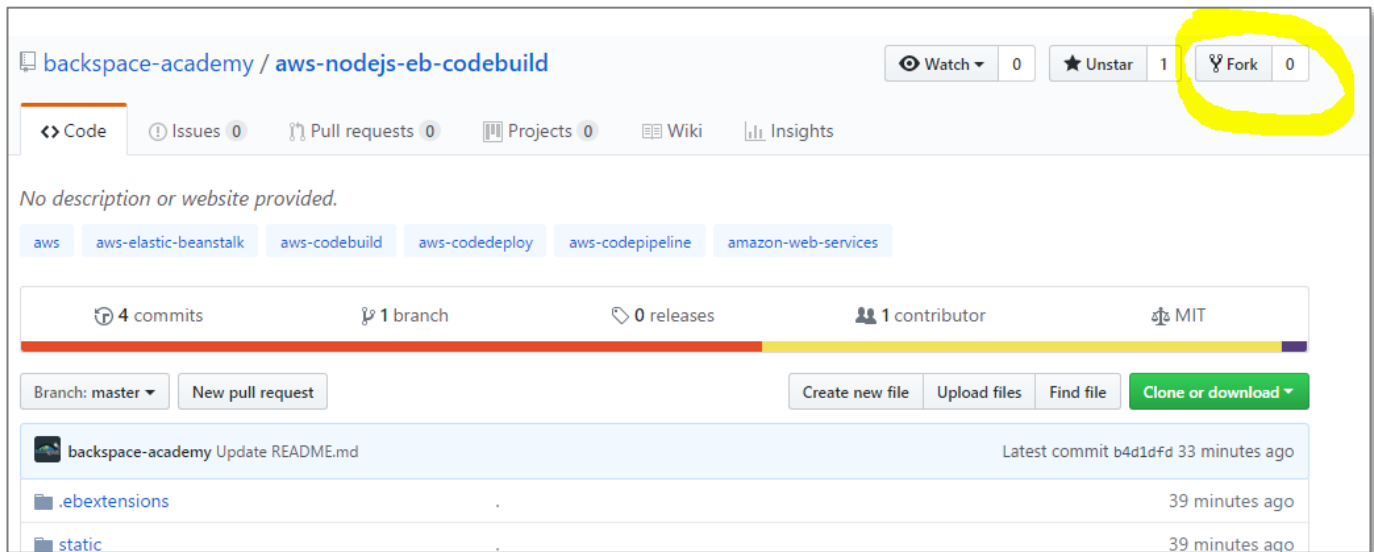 backspace-academy / aws-nodejs-eb-codebuild Watch 0 Unstar 1 Fork 0
Code Issues 0 Pull requests 0 Projects 0 Wiki Insights
No description or website provided.
aws aws-elastic-beanstalk aws-codebuild aws-codedeploy aws-codepipeline amazon-web-services
4 commits 1 branch 0 releases 1 contributor MIT
Branch: master New pull request Create new file Upload files Find file Clone or download
backspace-academy Update README.md Latest commit b4d1dfd 33 minutes ago
.ebextensions . 39 minutes ago
static . 39 minutes ago